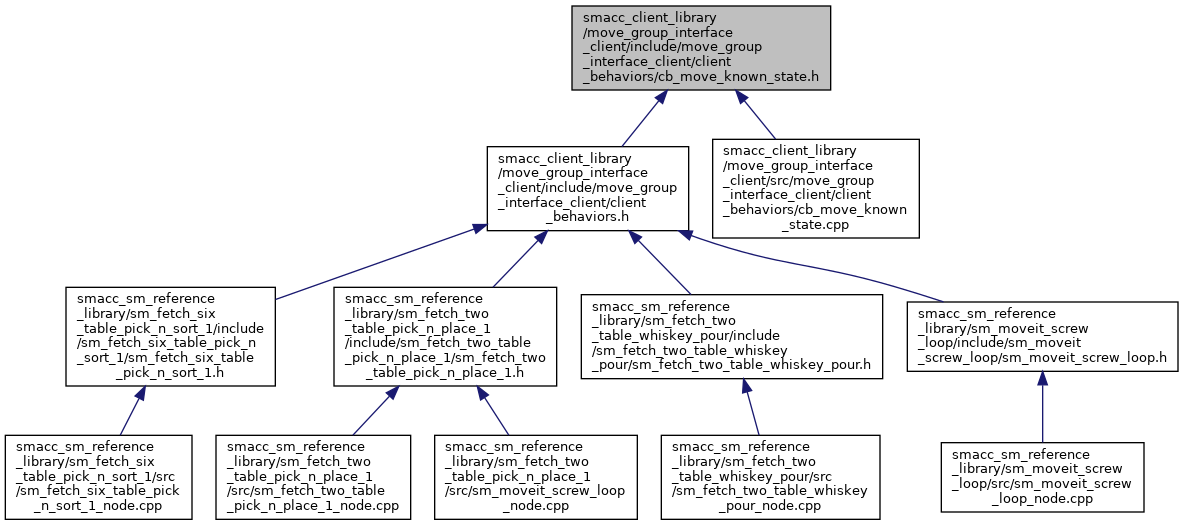 smacc_client_library
/move_group_interface
_client/include/move_group
_interface_client/client
_behaviors/cb_move_known_state.h
smacc_client_library
/move_group_interface
_client/include/move_group
_interface_client/client
_behaviors.h
smacc_client_library
/move_group_interface
_client/src/move_group
_interface_client/client
_behaviors/cb_move_known
_state.cpp
smacc_sm_reference
_library/sm_fetch_six
_table_pick_n_sort_1/include
/sm_fetch_six_table_pick_n
_sort_1/sm_fetch_six_table
_pick_n_sort_1.h
smacc_sm_reference
_library/sm_fetch_two
_table_pick_n_place_1
/include/sm_fetch_two_table
_pick_n_place_1/sm_fetch_two
_table_pick_n_place_1.h
smacc_sm_reference
_library/sm_fetch_two
_table_whiskey_pour/include
/sm_fetch_two_table_whiskey
_pour/sm_fetch_two_table_whiskey_pour.h
smacc_sm_reference
_library/sm_moveit_screw
_loop/include/sm_moveit
_screw_loop/sm_moveit_screw_loop.h
smacc_sm_reference
_library/sm_fetch_six
_table_pick_n_sort_1/src
/sm_fetch_six_table_pick
_n_sort_1_node.cpp
smacc_sm_reference
_library/sm_fetch_two
_table_pick_n_place_1
/src/sm_fetch_two_table
_pick_n_place_1_node.cpp
smacc_sm_reference
_library/sm_fetch_two
_table_pick_n_place_1
/src/sm_moveit_screw_loop
_node.cpp
smacc_sm_reference
_library/sm_fetch_two
_table_whiskey_pour/src
/sm_fetch_two_table_whiskey
_pour_node.cpp
smacc_sm_reference
_library/sm_moveit_screw
_loop/src/sm_moveit_screw
_loop_node.cpp